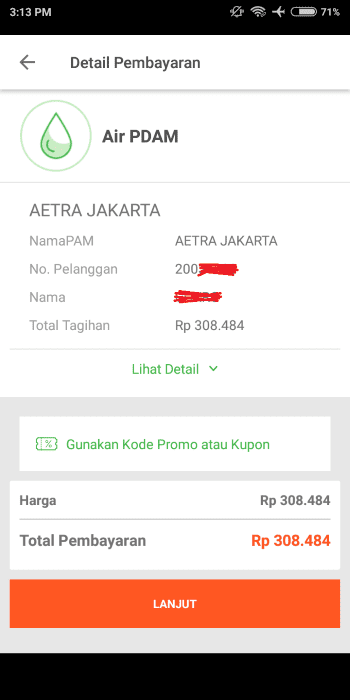 3:13 PM 71%
Detail Pembayaran
Air PDAM
AETRA JAKARTA
NamaPAM AETRA JAKARTA
No. Pelanggan 200
Nama
Total Tagihan Rp 308.484
Lihat Detail
% Gunakan Kode Promo atau Kupon
Harga Rp 308.484
Total Pembayaran Rp 308.484
LANJUT